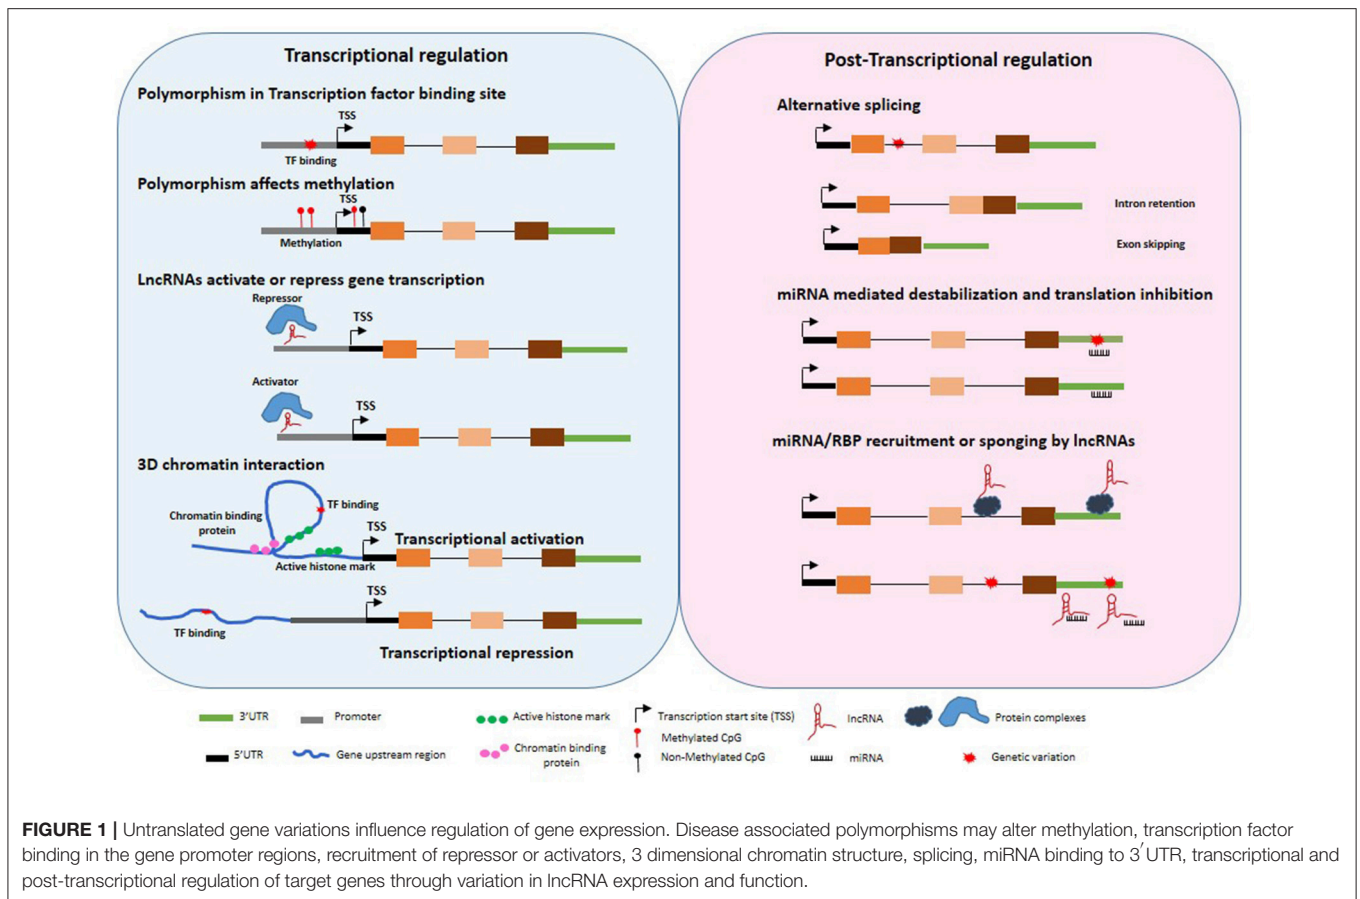 Transcriptional regulation
Polymorphism in Transcription factor binding site
TSS
TF binding
Polymorphism affects methylation
TSS
Methylation
LncRNAs activate or repress gene transcription
Repressor
TSS
Activator
TSS
3D chromatin interaction
TF binding
Chromatin binding
protein
TSS
Transcriptional activation
Active histone mark
TSS
TF binding
Transcriptional repression
Post-Transcriptional regulation
Alternative splicing
Intron retention
Exon skipping
miRNA mediated destabilization and translation inhibition
miRNA/RBP recruitment or sponging by lncRNAs
3'UTR
Promoter
Active histone mark
Transcription start site (TSS)
lncRNA
Protein complexes
Methylated CpG
5'UTR
Gene upstream region
Chromatin binding
protein
Non-Methylated CpG
miRNA
Genetic variation
FIGURE 1 | Untranslated gene variations influence regulation of gene expression. Disease associated polymorphisms may alter methylation, transcription factor
binding in the gene promoter regions, recruitment of repressor or activators, 3 dimensional chromatin structure, splicing, miRNA binding to 3′UTR, transcriptional and
post-transcriptional regulation of target genes through variation in lncRNA expression and function.